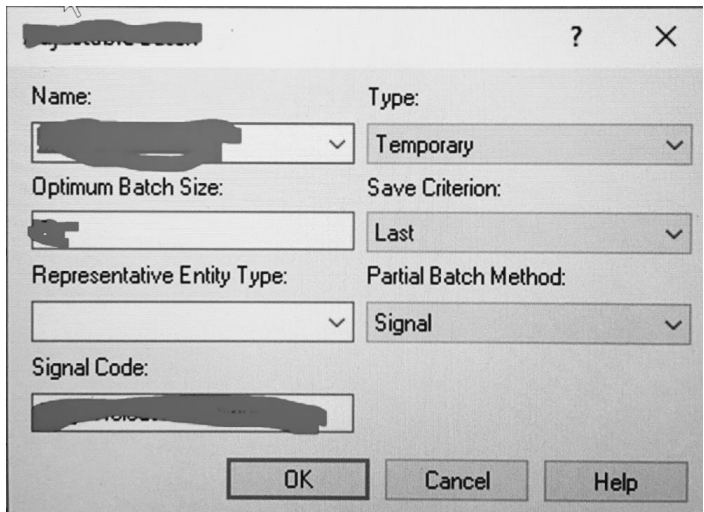 ?
Name: Type:
Temporary
Optimum Batch Size: Save Criterion:
Last
Representative Entity Type: Partial Batch Method:
Signal
Signal Code:
OK Cancel Help